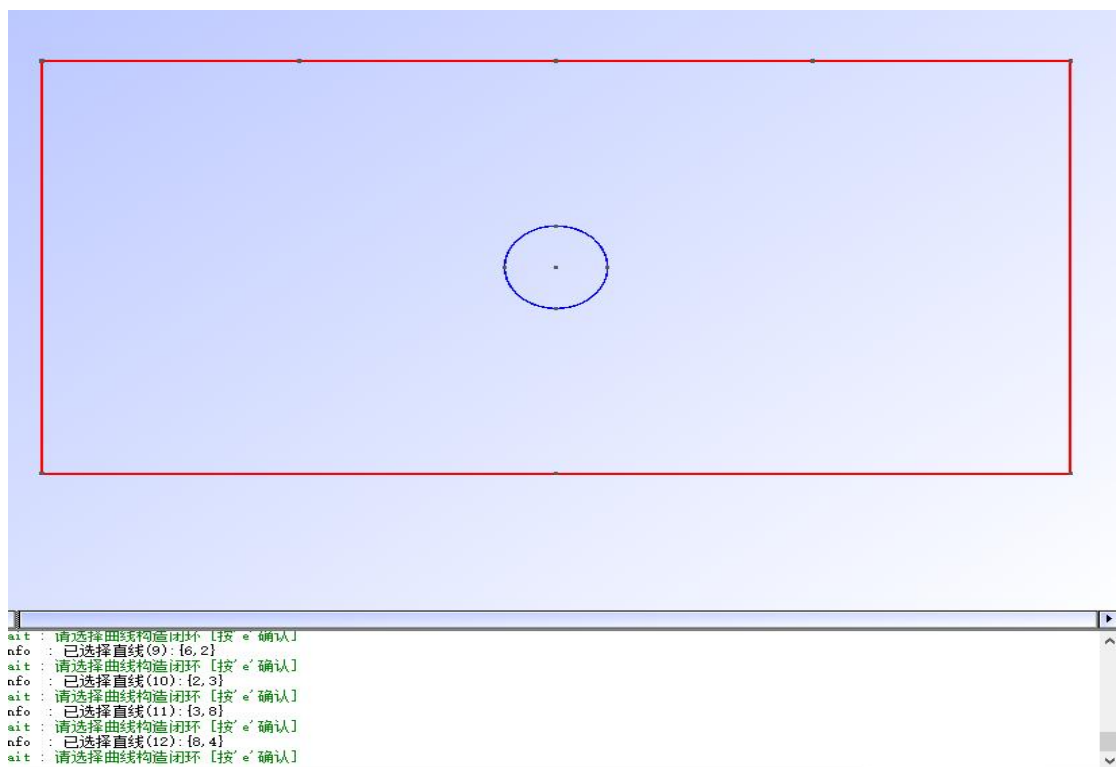 ait : 请选择曲线构造闭环 [按'e'确认]
nfo : 已选择直线(9):{6,2}
ait : 请选择曲线构造闭环 [按'e'确认]
nfo : 已选择直线(10):{2,3}
ait : 请选择曲线构造闭环 [按'e'确认]
nfo : 已选择直线(11):{3,8}
ait : 请选择曲线构造闭环 [按'e'确认]
nfo : 已选择直线(12):{8,4}
ait : 请选择曲线构造闭环 [按'e'确认]